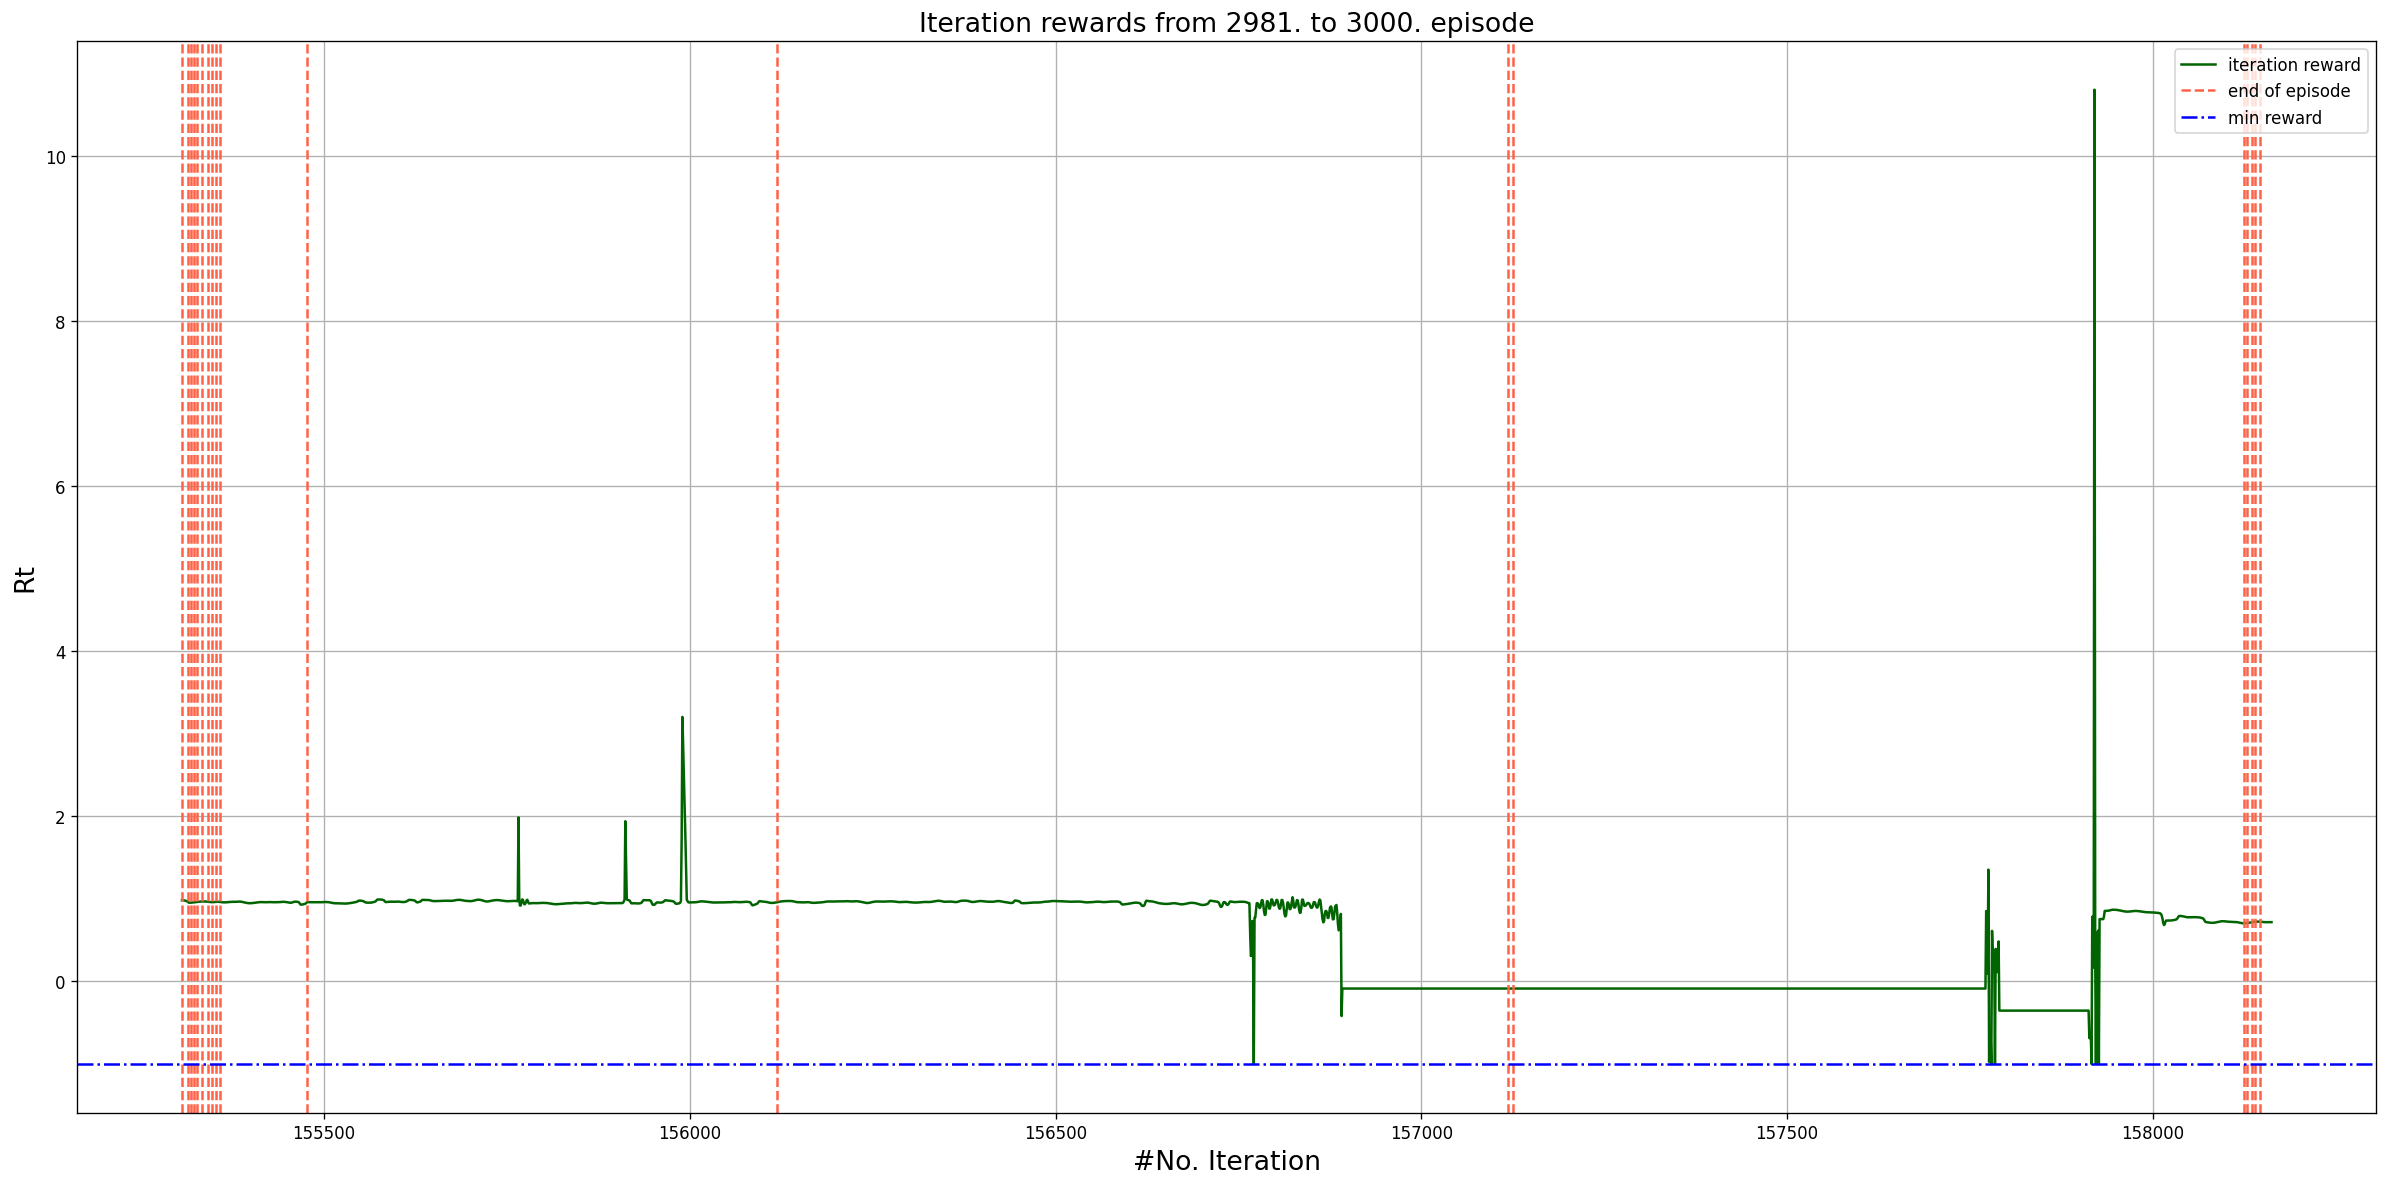 Iteration rewards from 2981. to 3000. episode
iteration reward
end of episode
min reward
10
8
6
4
2
0
Rt
155500 156000 156500 157000 157500 158000
#No. Iteration